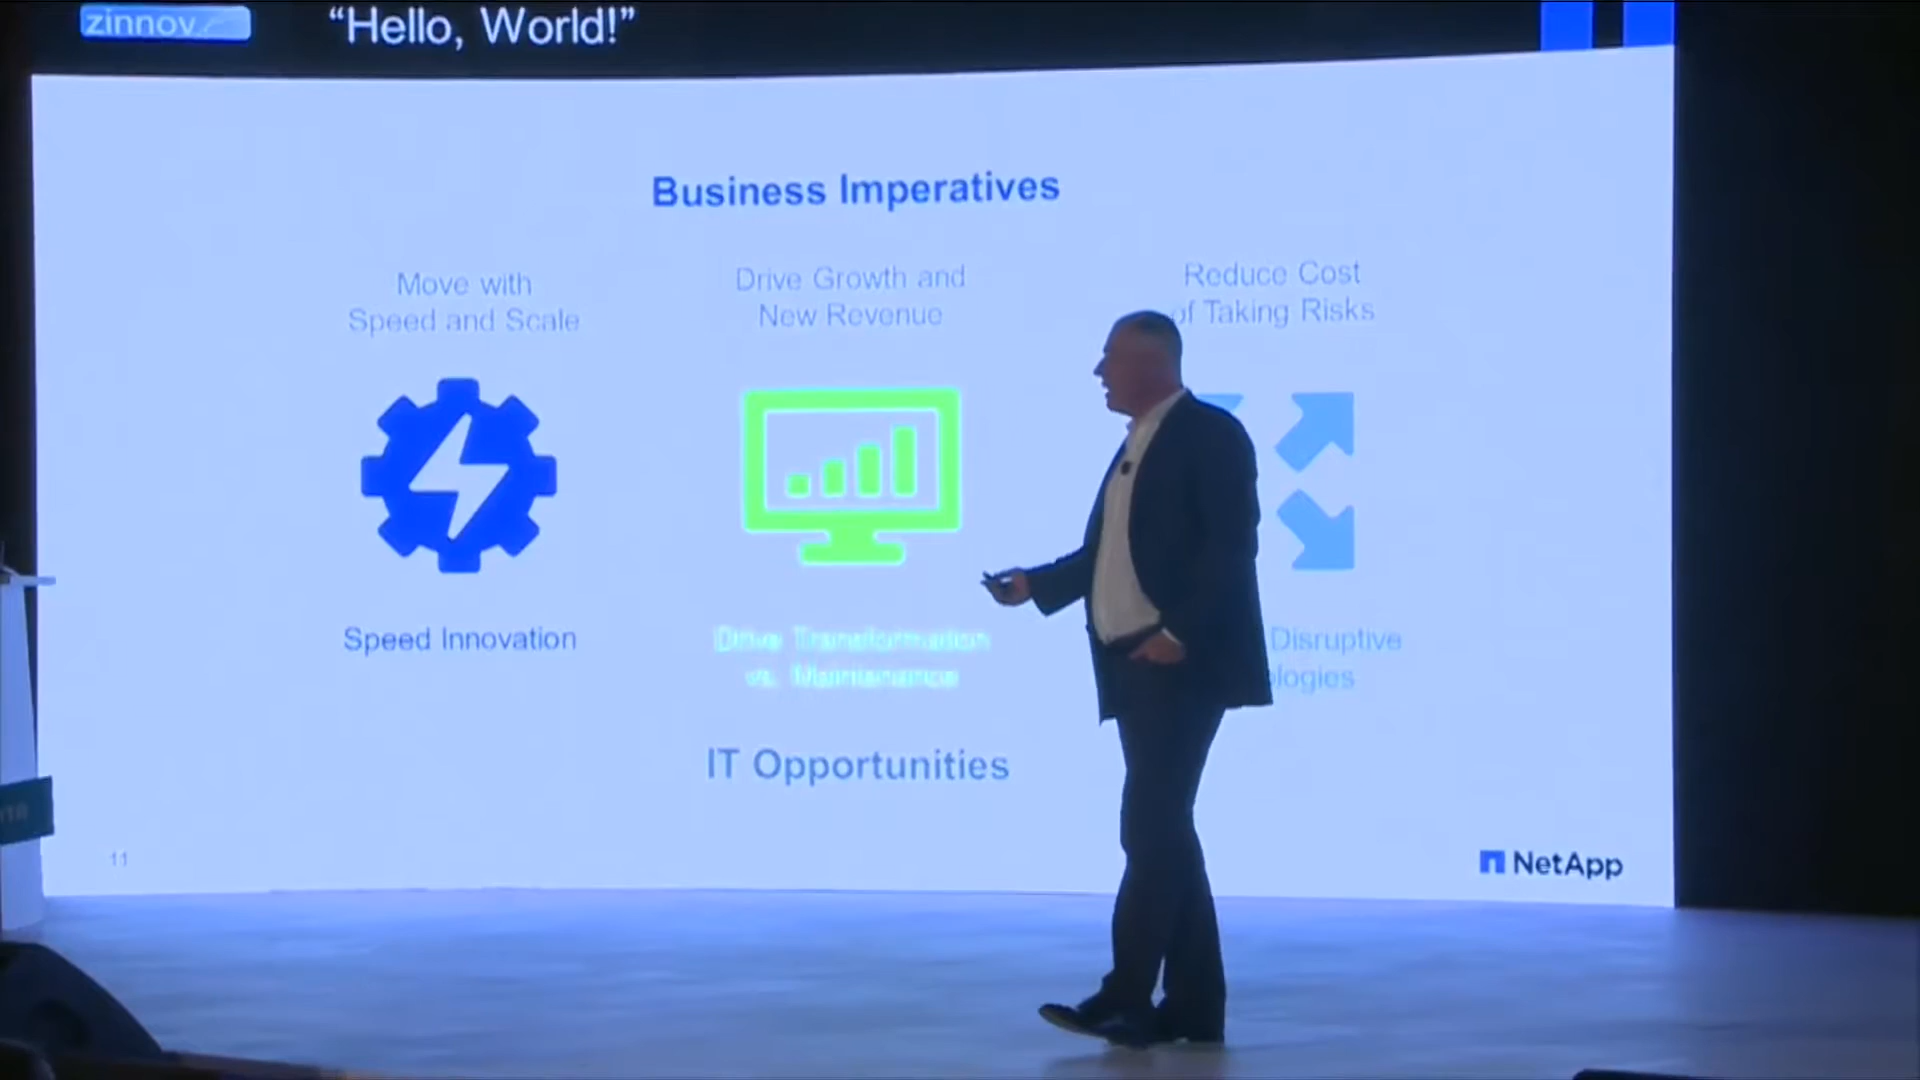 zinnov
“Hello, World!”
Business Imperatives
Move with
Speed and Scale
Drive Growth and
New Revenue
Reduce Cost
of Taking Risks
Speed Innovation
Drive Transformation
vs. Maintenance
Disruptive
IT Opportunities
11
NetApp